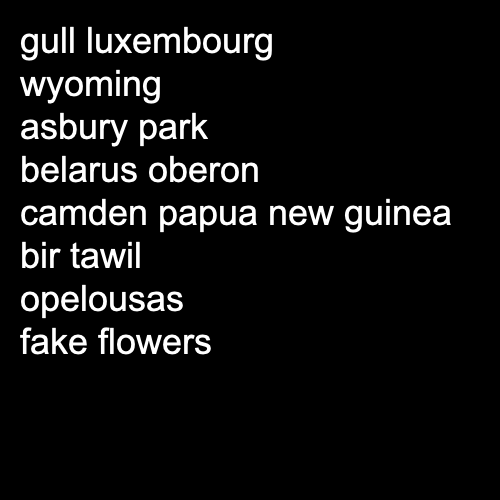 gull luxembourg
wyoming
asbury park
belarus oberon
camden papua new guinea
bir tawil
opelousas
fake flowers